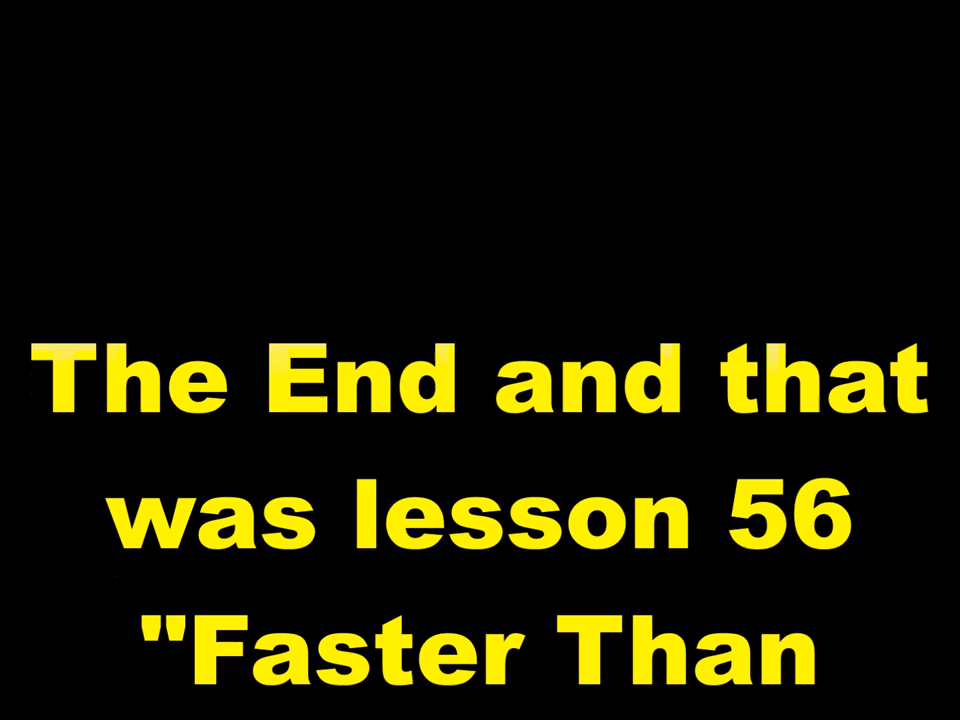 The End and that
was lesson 56
"Faster Than